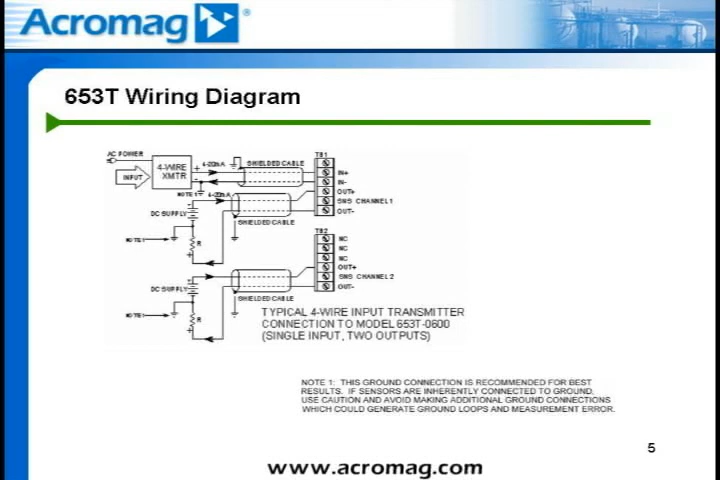 Acromag ®
653T Wiring Diagram
AC POWER
INPUT
4-WIRE
XMTR
+
-
4-20mA
SHIELDED CABLE
NOTE 1
TB1
IN+
IN-
OUT+
SNS CHANNEL 1
OUT-
4-20mA
DC SUPPLY
SHIELDED CABLE
NOTE 1
R
+
TB2
NC
NC
NC
OUT+
SNS CHANNEL 2
OUT-
DC SUPPLY
SHIELDED CABLE
NOTE 1
R
+
TYPICAL 4-WIRE INPUT TRANSMITTER
CONNECTION TO MODEL 653T-0600
(SINGLE INPUT, TWO OUTPUTS)
NOTE 1: THIS GROUND CONNECTION IS RECOMMENDED FOR BEST
RESULTS. IF SENSORS ARE INHERENTLY CONNECTED TO GROUND,
USE CAUTION AND AVOID MAKING ADDITIONAL GROUND CONNECTIONS
WHICH COULD GENERATE GROUND LOOPS AND MEASUREMENT ERROR.
5
www.acromag.com